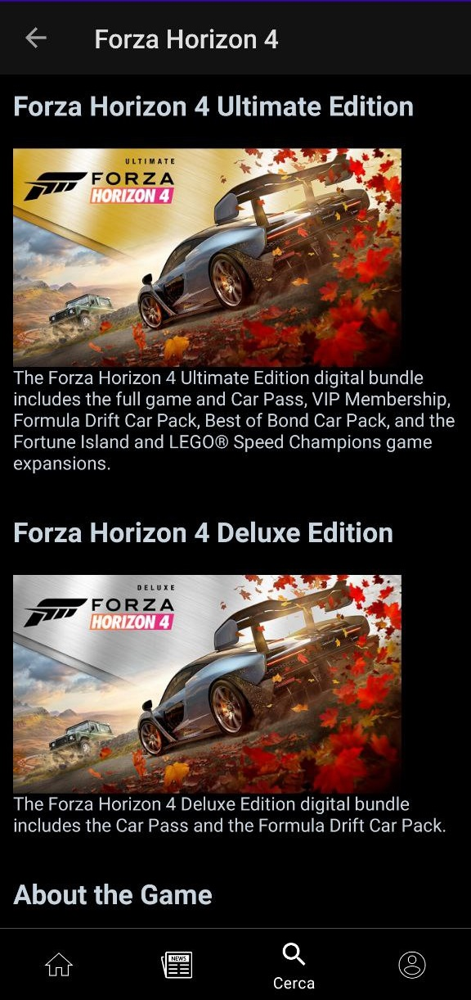 Forza Horizon 4
Forza Horizon 4 Ultimate Edition
ULTIMATE
FORZA
HORIZON 4
The Forza Horizon 4 Ultimate Edition digital bundle
includes the full game and Car Pass, VIP Membership,
Formula Drift Car Pack, Best of Bond Car Pack, and the
Fortune Island and LEGO® Speed Champions game
expansions.
Forza Horizon 4 Deluxe Edition
DELUXE
FORZA
HORIZON 4
The Forza Horizon 4 Deluxe Edition digital bundle
includes the Car Pass and the Formula Drift Car Pack.
About the Game
NEWS
Cerca